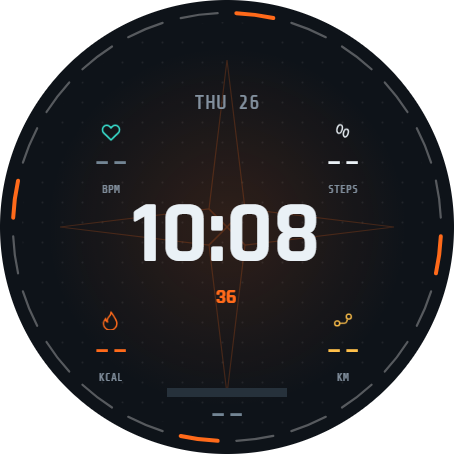 THU 26
-- --
BPM STEPS
10:08
36
-- --
KCAL KM
--